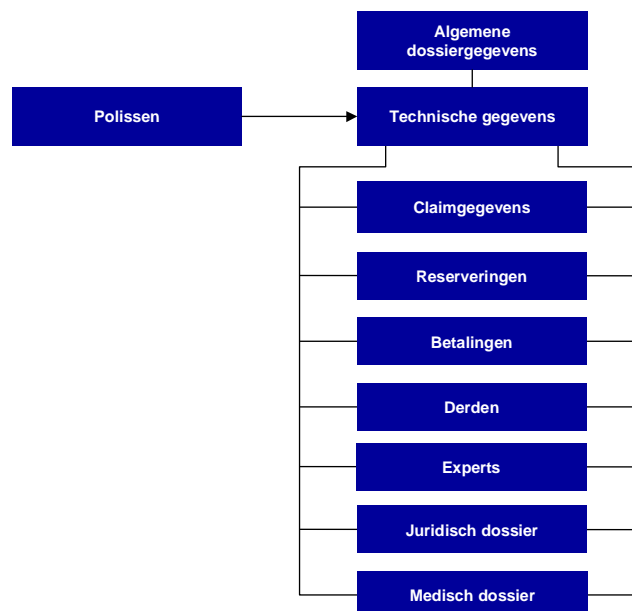 Algemene
dossiergegevens
Polissen
Technische gegevens
Claimgegevens
Reserveringen
Betalingen
Derden
Experts
Juridisch dossier
Medisch dossier